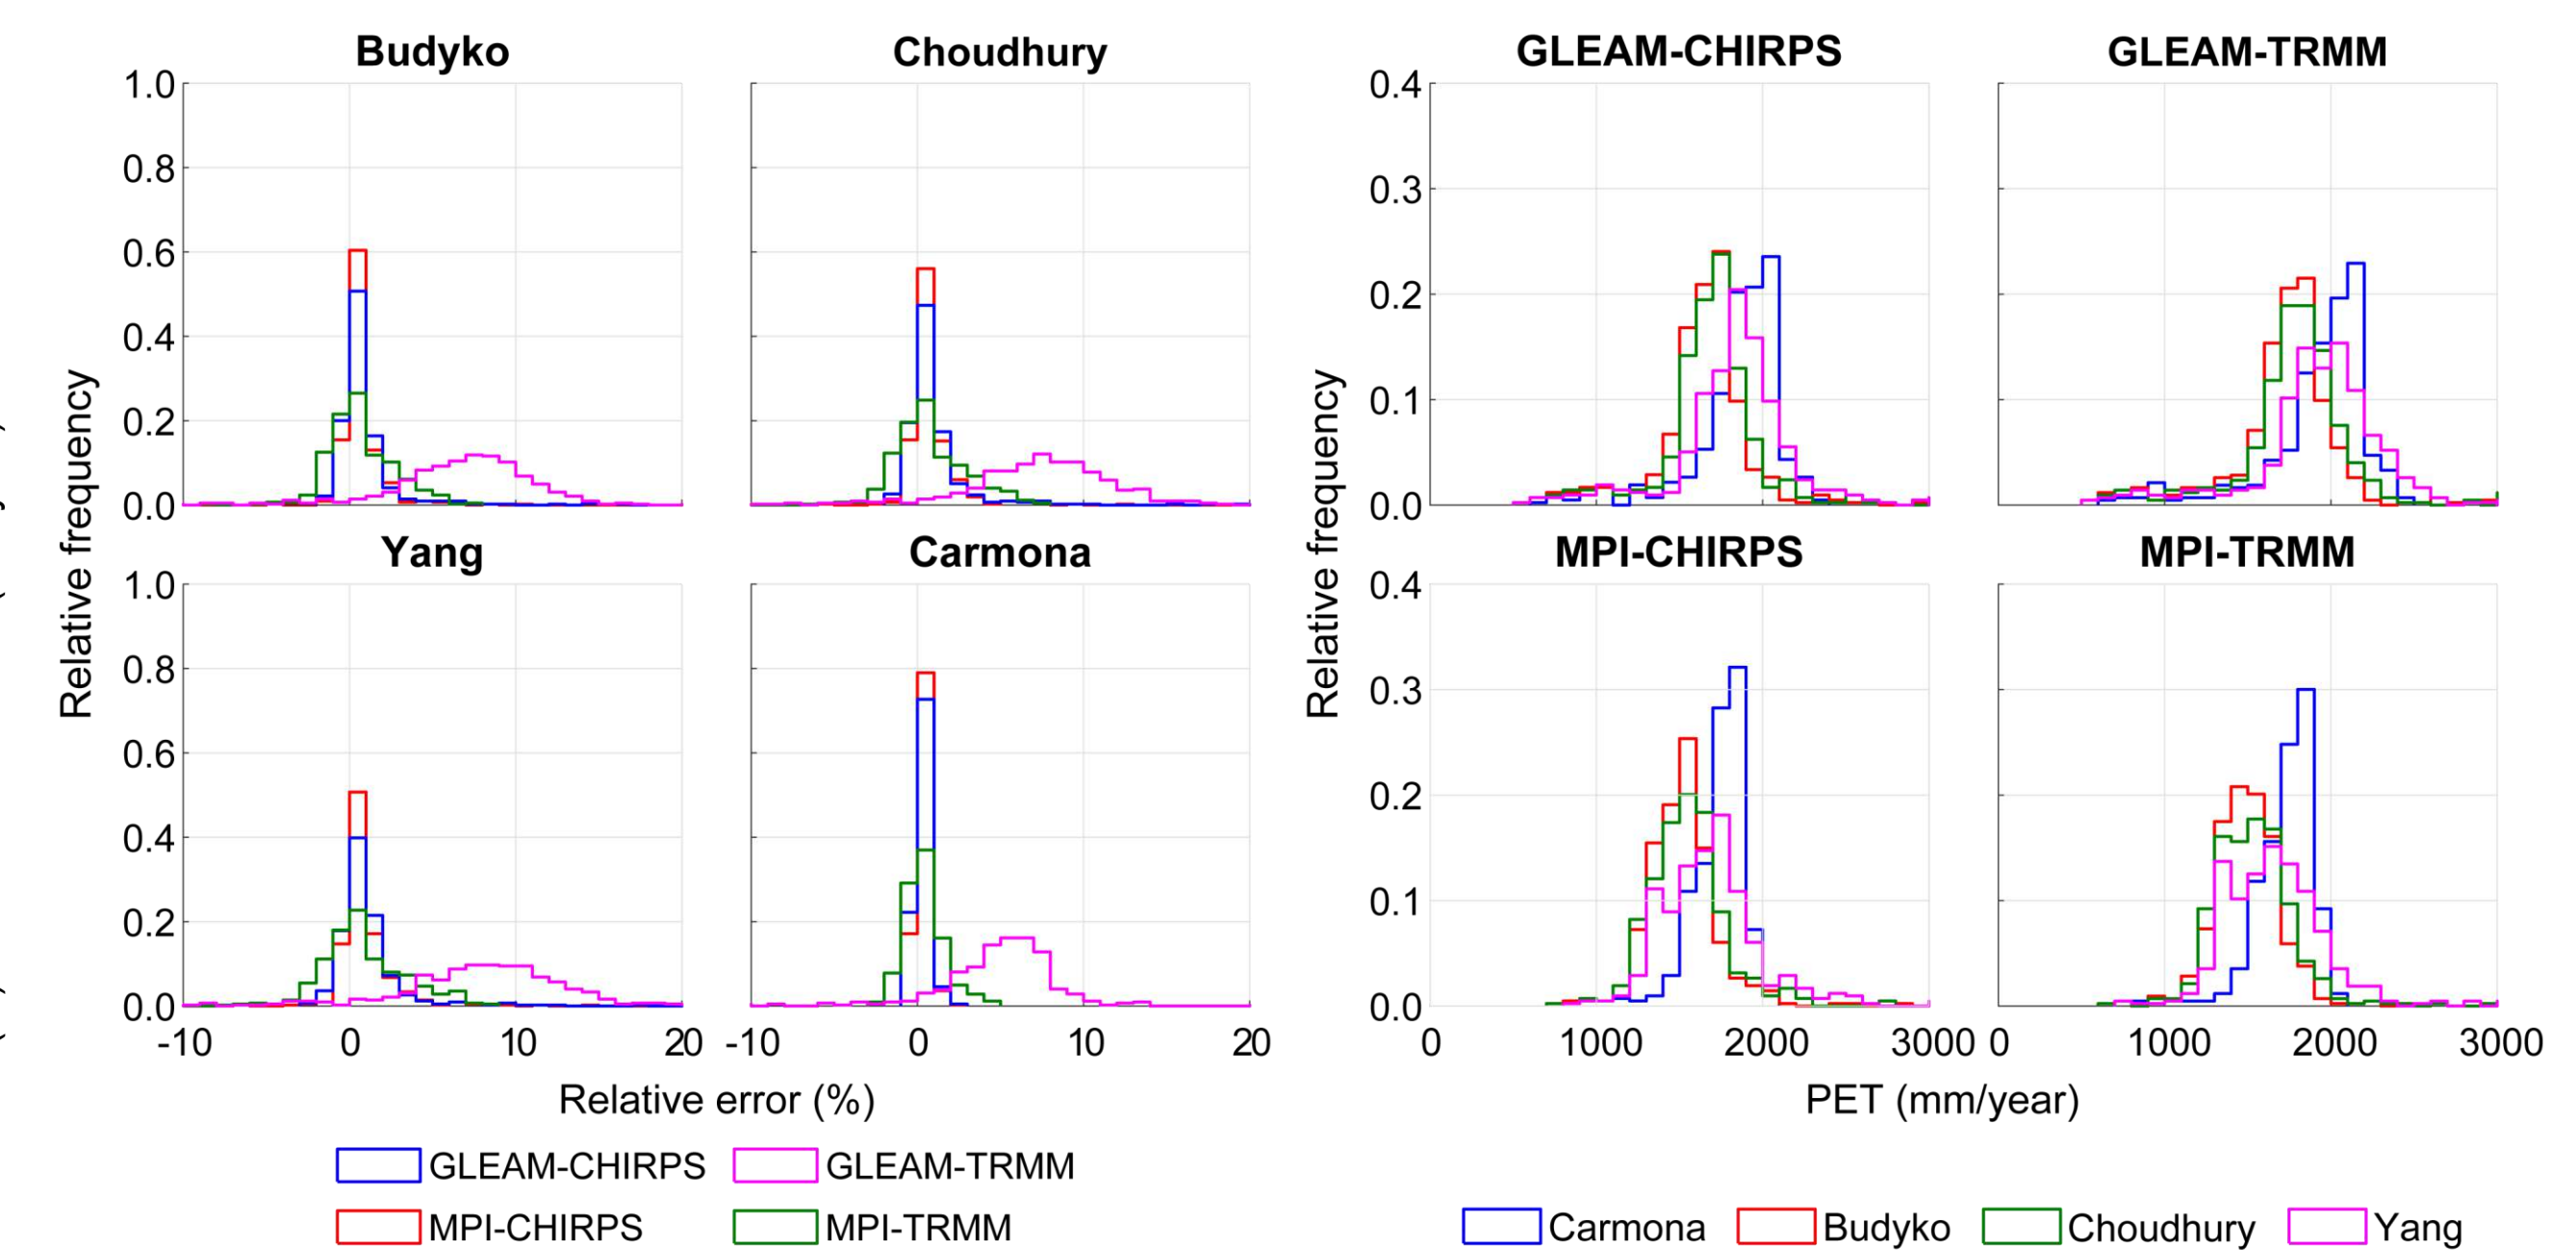 Budyko
Choudhury
GLEAM-CHIRPS
GLEAM-TRMM
1.0
0.8
0.6
0.4
0.2
0.0
0.4
0.3
0.2
0.1
0.0
Relative frequency
Relative frequency
Yang
Carmona
MPI-CHIRPS
MPI-TRMM
1.0
0.8
0.6
0.4
0.2
0.0
0.4
0.3
0.2
0.1
0.0
-10 0 10 20 -10 0 10 20
0 1000 2000 3000 0 1000 2000 3000
Relative error (%)
PET (mm/year)
GLEAM-CHIRPS GLEAM-TRMM
MPI-CHIRPS MPI-TRMM
Carmona Budyko Choudhury Yang